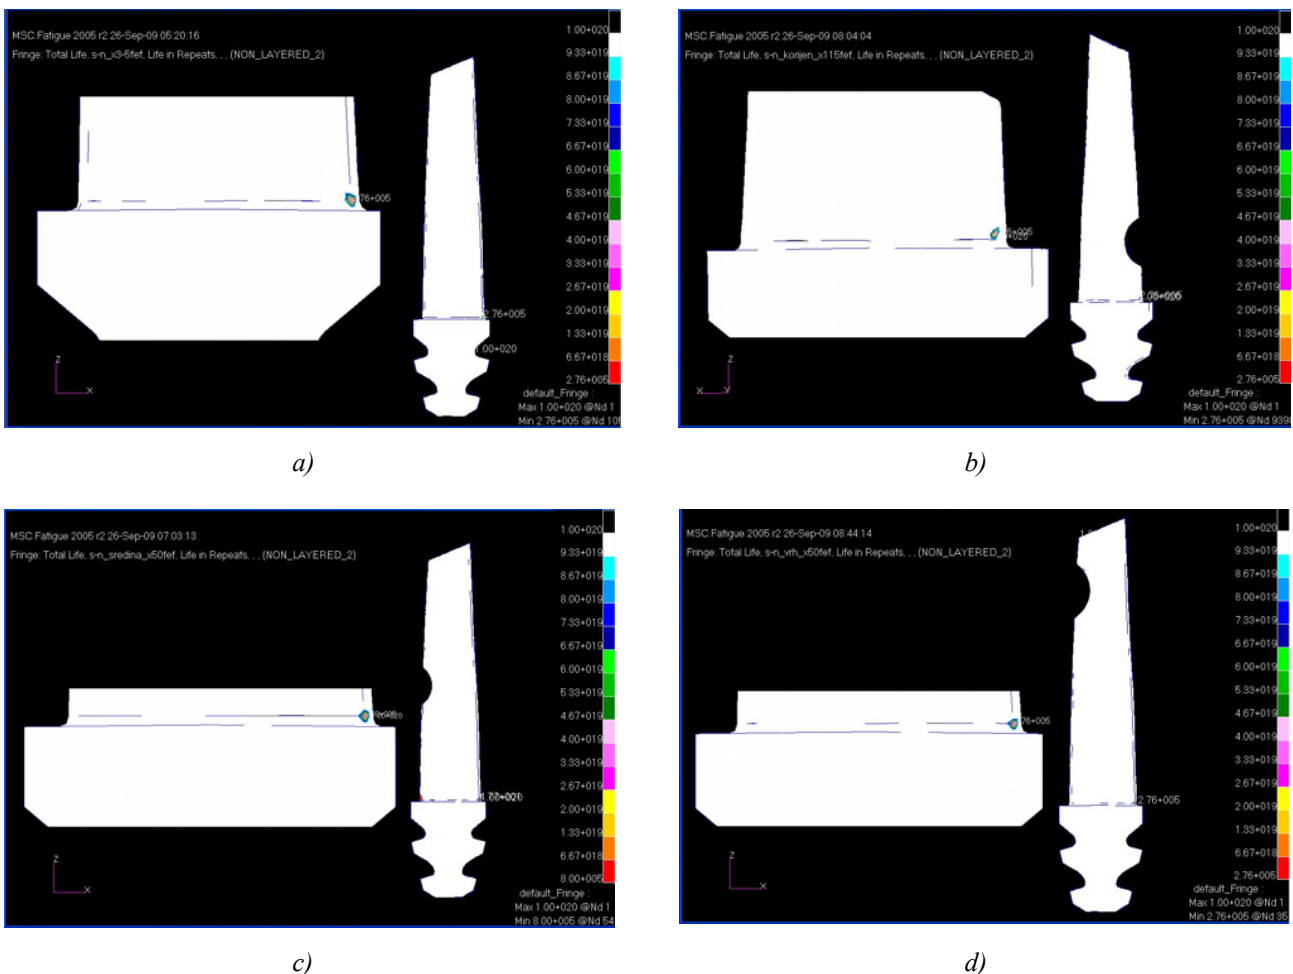 MSC.Fatigue 2005 r2 26-Sep-09 05:20:16
Fringe: Total Life, s-n_x3-5fef, Life in Repeats, . , (NON_LAYERED_2)
1.00+020
9.33+019
8.67+019
8.00+019
7.33+019
6.67+019
6.00+019
5.33+019
4.67+019
4.00+019
3.33+019
2.67+019
2.00+019
1.33+019
6.67+018
2.76+005
76+005
2.76+005
1.00+020
Z
X
default_Fringe :
Max 1.00+020 @Nd 1
Min 2.76+005 @Nd 105
a)
MSC.Fatigue 2005 r2 26-Sep-09 08:04:04
Fringe: Total Life, s-n_korijen_x115fef, Life in Repeats, . , (NON_LAYERED_2)
1.00+020
9.33+019
8.67+019
8.00+019
7.33+019
6.67+019
6.00+019
5.33+019
4.67+019
4.00+019
3.33+019
2.67+019
2.00+019
1.33+019
6.67+018
2.76+005
Z
X
Y
default_Fringe :
Max 1.00+020 @Nd 1
Min 2.76+005 @Nd 9398
b)
MSC.Fatigue 2005 r2 26-Sep-09 07:03:13
Fringe: Total Life, s-n_sredina_x50fef, Life in Repeats, . , (NON_LAYERED_2)
1.00+020
9.33+019
8.67+019
8.00+019
7.33+019
6.67+019
6.00+019
5.33+019
4.67+019
4.00+019
3.33+019
2.67+019
2.00+019
1.33+019
6.67+018
8.00+005
Z
X
default_Fringe :
Max 1.00+020 @Nd 1
Min 8.00+005 @Nd 54
c)
MSC.Fatigue 2005 r2 26-Sep-09 08:44:14
Fringe: Total Life, s-n_vrh_x50fef, Life in Repeats, . , (NON_LAYERED_2)
1.00+020
9.33+019
8.67+019
8.00+019
7.33+019
6.67+019
6.00+019
5.33+019
4.67+019
4.00+019
3.33+019
2.67+019
2.00+019
1.33+019
6.67+018
2.76+005
76+005
2.76+005
Z
X
default_Fringe :
Max 1.00+020 @Nd 1
Min 2.76+005 @Nd 35
d)